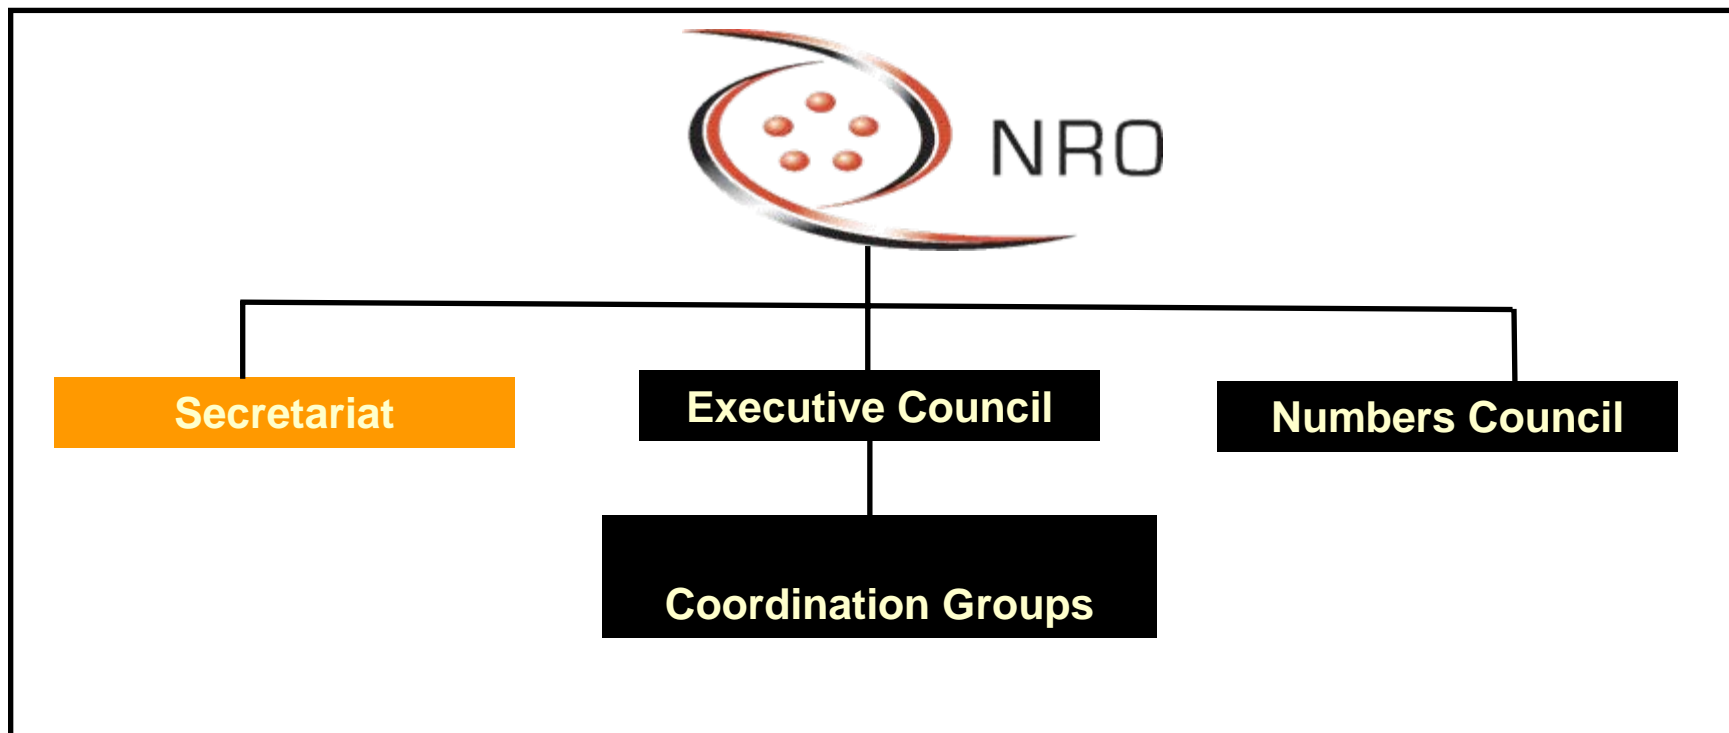 NRO
Secretariat
Executive Council
Numbers Council
Coordination Groups